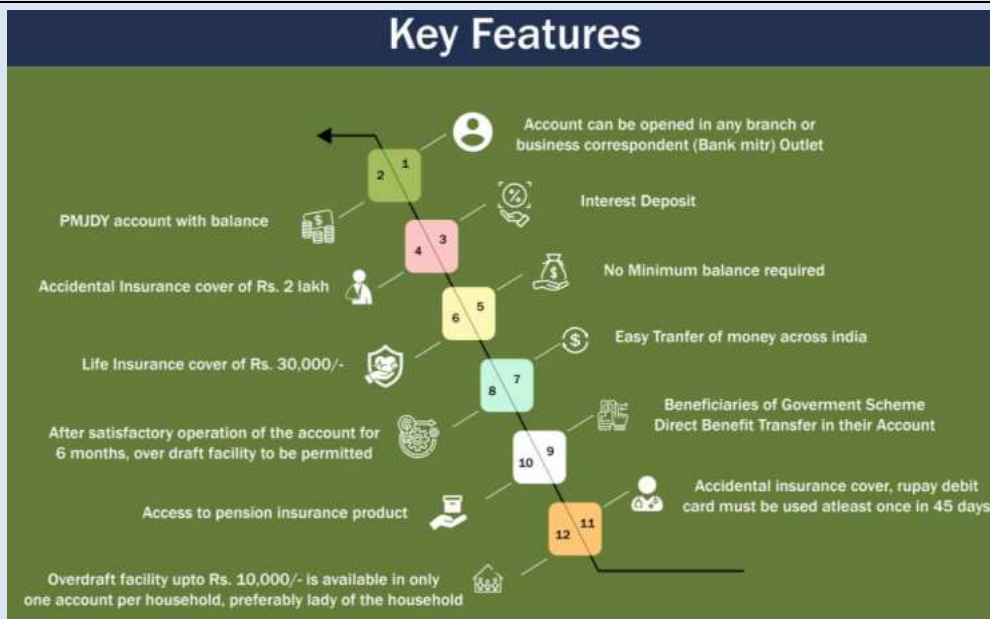 Key Features
1
Account can be opened in any branch or
business correspondent (Bank mitr) Outlet
2
PMJDY account with balance
3
Interest Deposit
4
Accidental Insurance cover of Rs. 2 lakh
5
No Minimum balance required
6
Life Insurance cover of Rs. 30,000/-
7
Easy Tranfer of money across india
8
After satisfactory operation of the account for
6 months, over draft facility to be permitted
9
Beneficiaries of Goverment Scheme
Direct Benefit Transfer in their Account
10
Access to pension insurance product
11
Accidental insurance cover, rupay debit
card must be used atleast once in 45 days
12
Overdraft facility upto Rs. 10,000/- is available in only
one account per household, preferably lady of the household